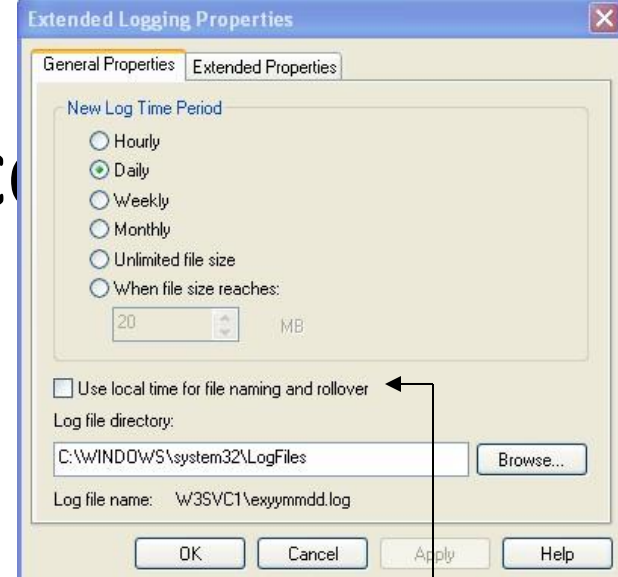 Extended Logging Properties
General Properties
Extended Properties
New Log Time Period
Hourly
Daily
Weekly
Monthly
Unlimited file size
When file size reaches:
20
MB
Use local time for file naming and rollover
Log file directory:
C:\WINDOWS\system32\LogFiles
Browse...
Log file name: W3SVC1\exyymmdd.log
OK
Cancel
Apply
Help